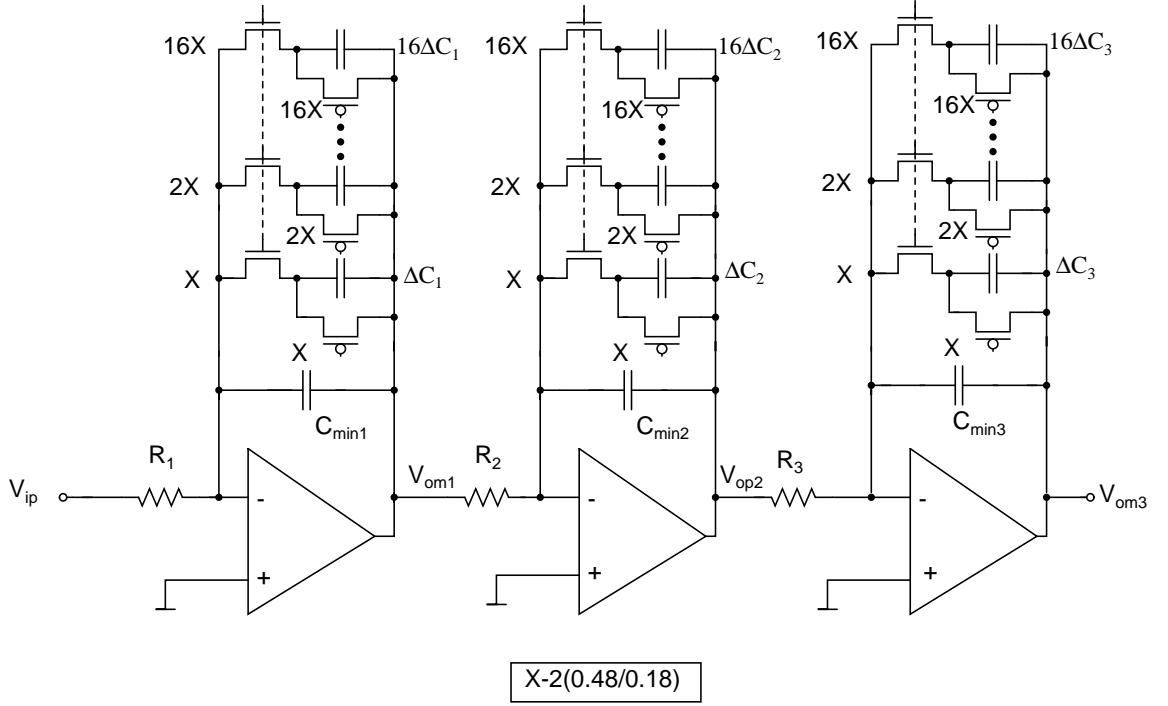 16X 16ΔC₁ 16X 16ΔC₂ 16X 16ΔC₃
16X 16X 16X
2X 2X 2X
2X 2X 2X
X ΔC₁ X ΔC₂ X ΔC₃
X X X
Cmin1 Cmin2 Cmin3
R₁ R₂ R₃
Vip Vom1 Vop2 Vom3
- - -
+ + +
X-2(0.48/0.18)